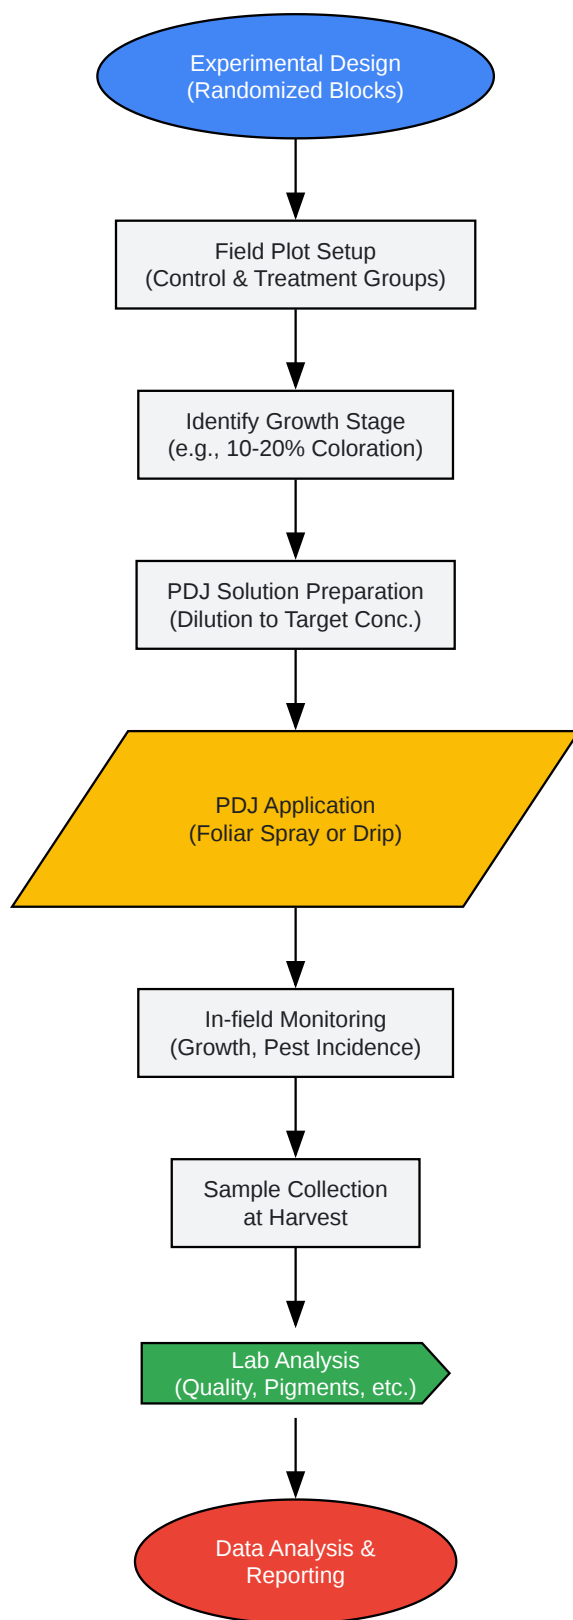 Experimental Design
(Randomized Blocks)
Field Plot Setup
(Control & Treatment Groups)
Identify Growth Stage
(e.g., 10-20% Coloration)
PDJ Solution Preparation
(Dilution to Target Conc.)
PDJ Application
(Foliar Spray or Drip)
In-field Monitoring
(Growth, Pest Incidence)
Sample Collection
at Harvest
Lab Analysis
(Quality, Pigments, etc.)
Data Analysis &
Reporting